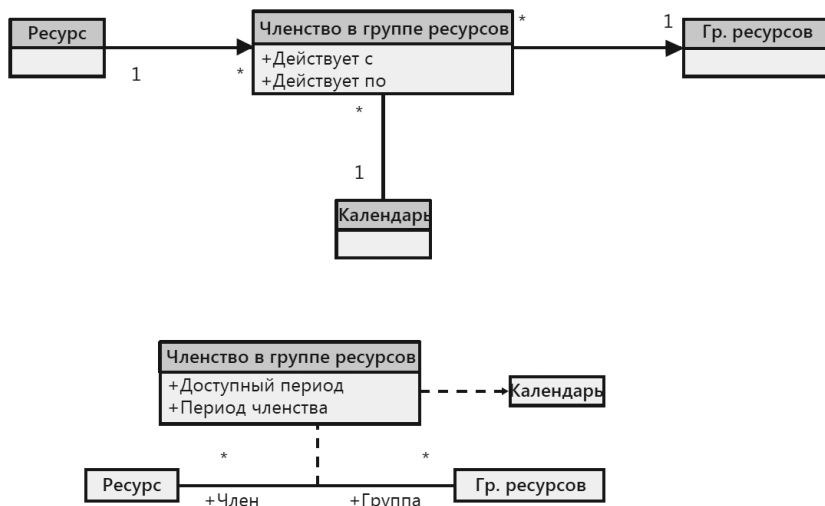 Ресурс
Членство в группе ресурсов
Гр. ресурсов
+Действует с
+Действует по
1
*
*
1
*
1
Календарь
Членство в группе ресурсов
+Доступный период
+Период членства
Календарь
*
*
Ресурс
Гр. ресурсов
+Член
+Группа